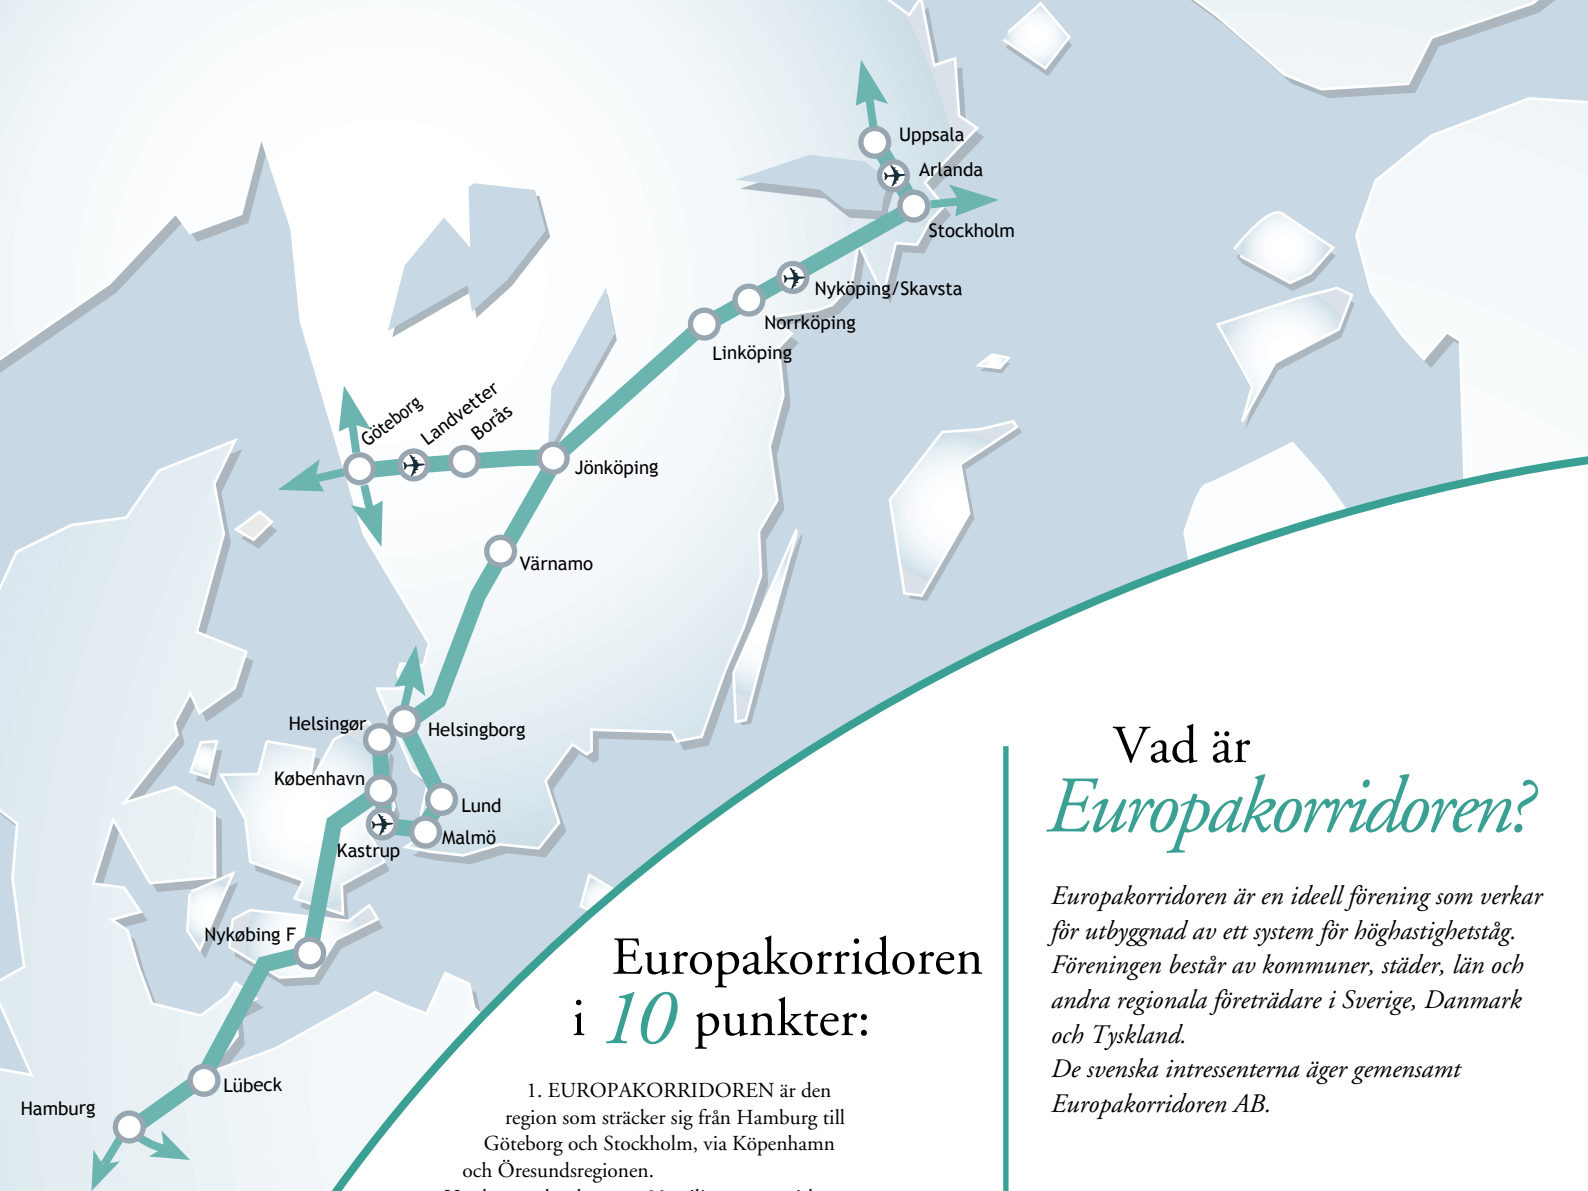 Uppsala
Arlanda
Stockholm
Nyköping/Skavsta
Norrköping
Linköping
Göteborg
Landvetter
Borås
Jönköping
Värnamo
Helsingør
Helsingborg
København
Lund
Malmö
Kastrup
Nykøbing F
Lübeck
Hamburg
Europakorridoren
i 10 punkter:
1. EUROPAKORRIDOREN är den
region som sträcker sig från Hamburg till
Göteborg och Stockholm, via Köpenhamn
och Öresundsregionen.
Vad är
Europakorridoren?
Europakorridoren är en ideell förening som verkar
för utbyggnad av ett system för höghastighetståg.
Föreningen består av kommuner, städer, län och
andra regionala företrädare i Sverige, Danmark
och Tyskland.
De svenska intressenterna äger gemensamt
Europakorridoren AB.